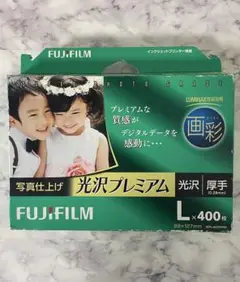 FUJIFILM
インクジェットプリンター用紙
画彩
プレミアムな
質感が
デジタルデータを
感動に…
写真仕上げ
光沢プレミアム
光沢
厚手
FUJIFILM
L×400枚